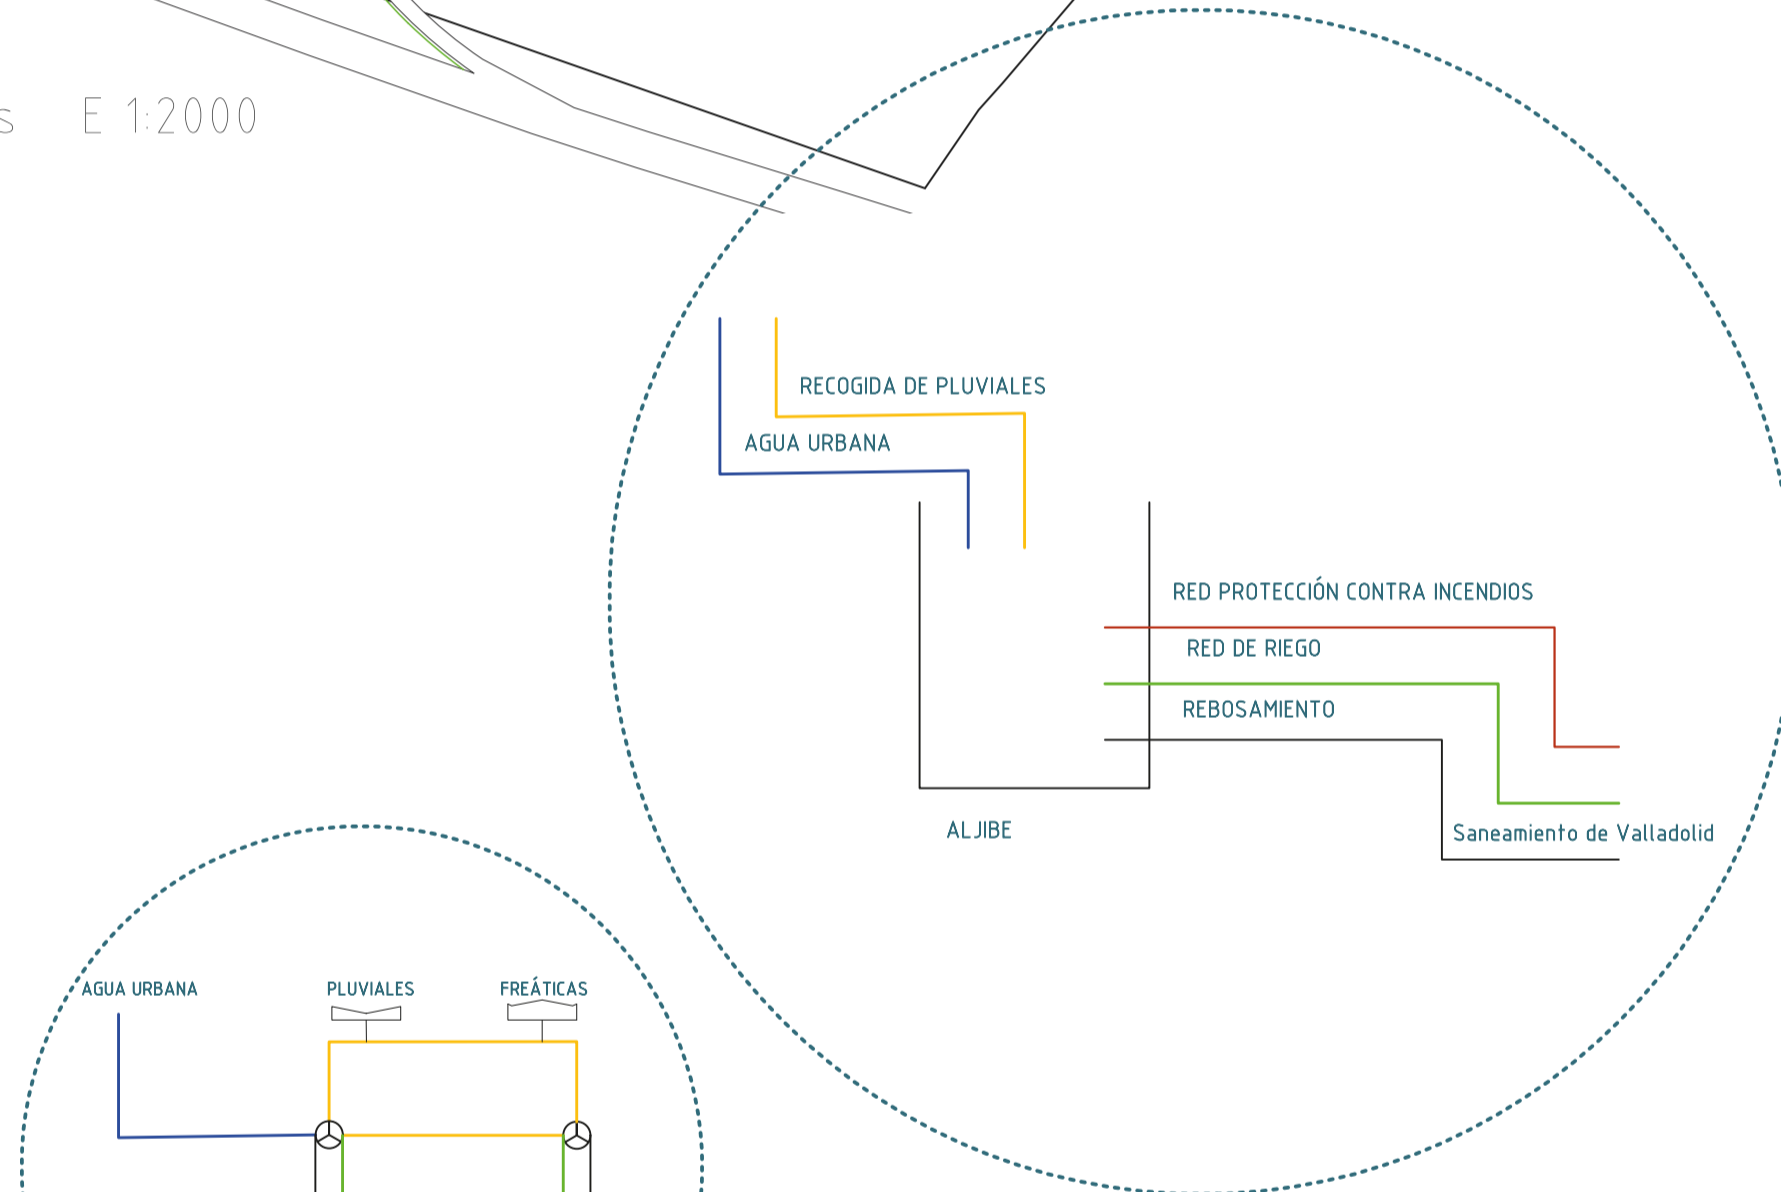 s E 1:2000
RECOGIDA DE PLUVIALES
AGUA URBANA
RED PROTECCIÓN CONTRA INCENDIOS
RED DE RIEGO
REBOSAMIENTO
ALJIBE
Saneamiento de Valladolid
AGUA URBANA
PLUVIALES
FREÁTICAS